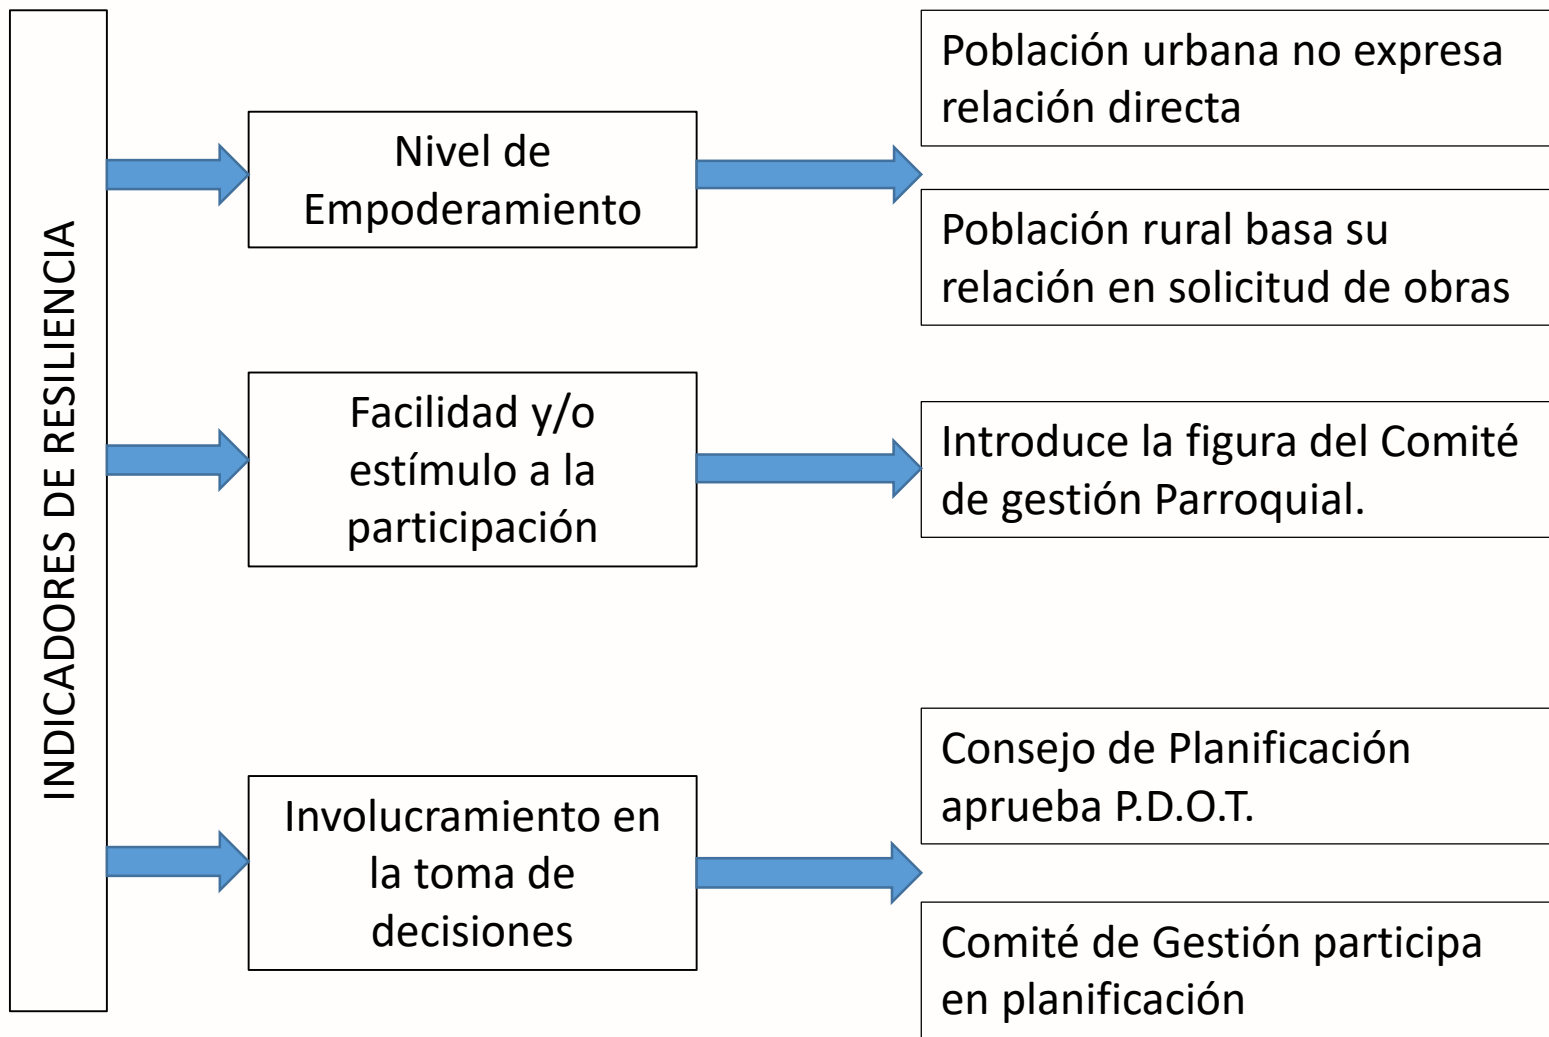 INDICADORES DE RESILIENCIA
Nivel de
Empoderamiento
Población urbana no expresa
relación directa
Población rural basa su
relación en solicitud de obras
Facilidad y/o
estímulo a la
participación
Introduce la figura del Comité
de gestión Parroquial.
Involucramiento en
la toma de
decisiones
Consejo de Planificación
aprueba P.D.O.T.
Comité de Gestión participa
en planificación